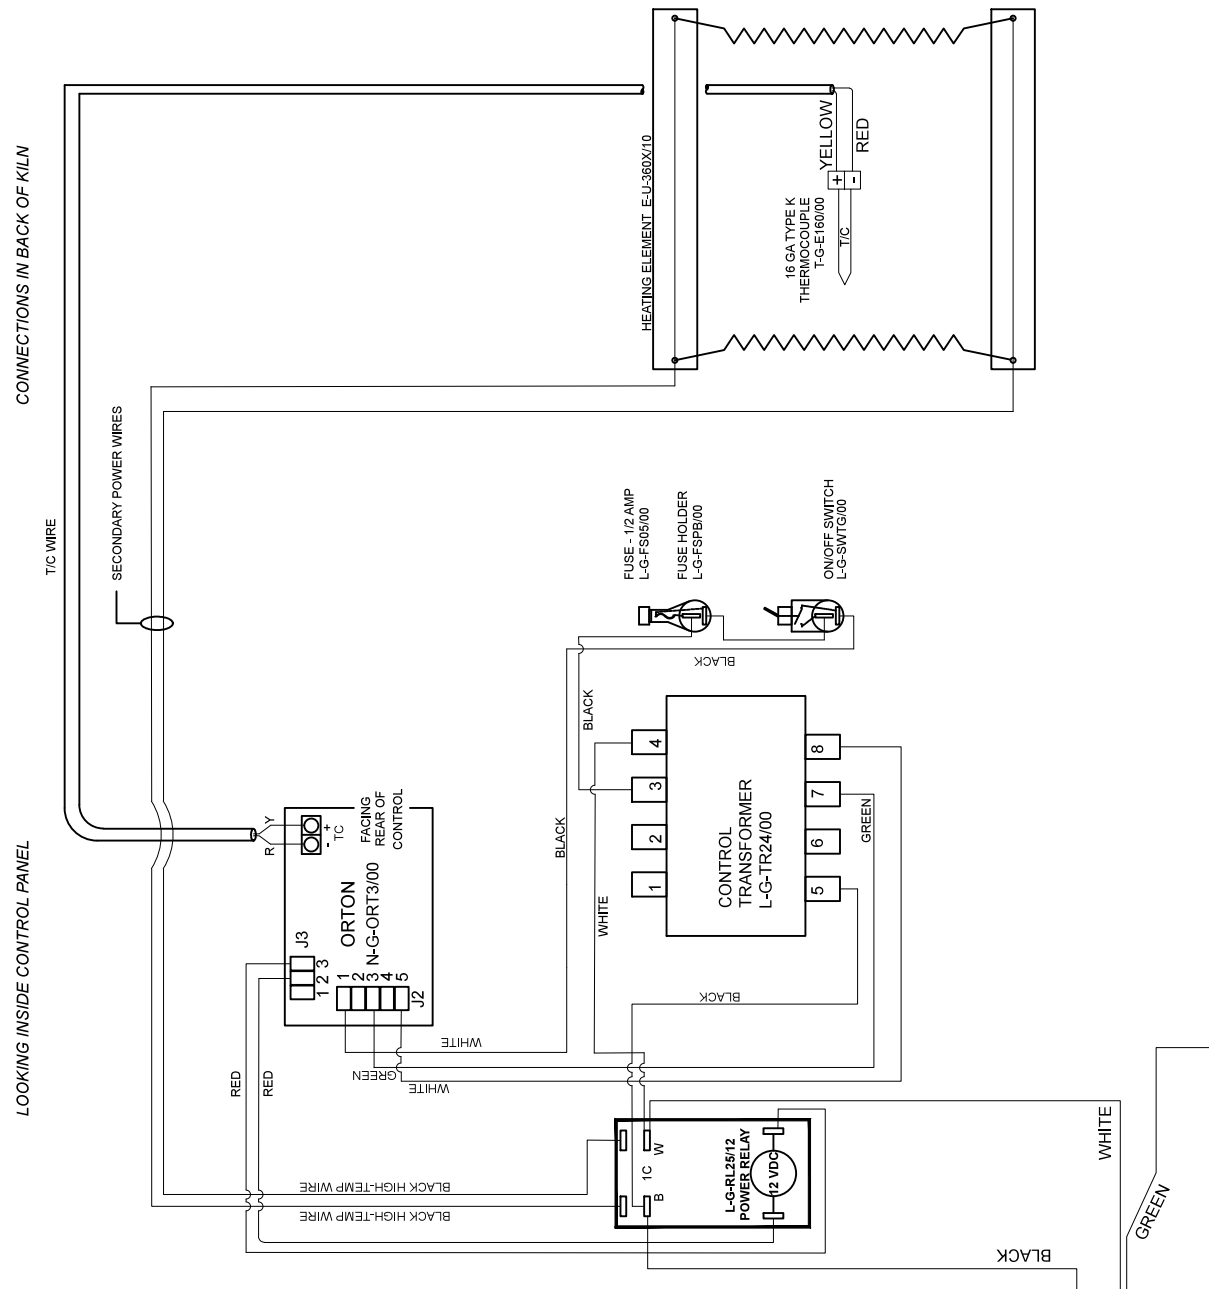 CONNECTIONS IN BACK OF KILN
LOOKING INSIDE CONTROL PANEL
T/C WIRE
SECONDARY POWER WIRES
HEATING ELEMENT E-U-360X/10
YELLOW
RED
+
-
T/C
16 GA TYPE K
THERMOCOUPLE
T-G-E160/00
FUSE - 1/2 AMP
L-G-FS05/00
FUSE HOLDER
L-G-FSPB/00
ON/OFF SWITCH
L-G-SWTG/00
BLACK
BLACK
BLACK
WHITE
4
3
2
1
8
7
6
5
CONTROL
TRANSFORMER
L-G-TR24/00
GREEN
BLACK
R
Y
-
+
TC
FACING
REAR OF
CONTROL
ORTON
N-G-ORT3/00
J3
1
2
3
1
2
3
4
5
J2
RED
RED
WHITE
GREEN
WHITE
BLACK HIGH-TEMP WIRE
BLACK HIGH-TEMP WIRE
1C
W
B
L-G-RL25/12
POWER RELAY
12 VDC
WHITE
GREEN
BLACK